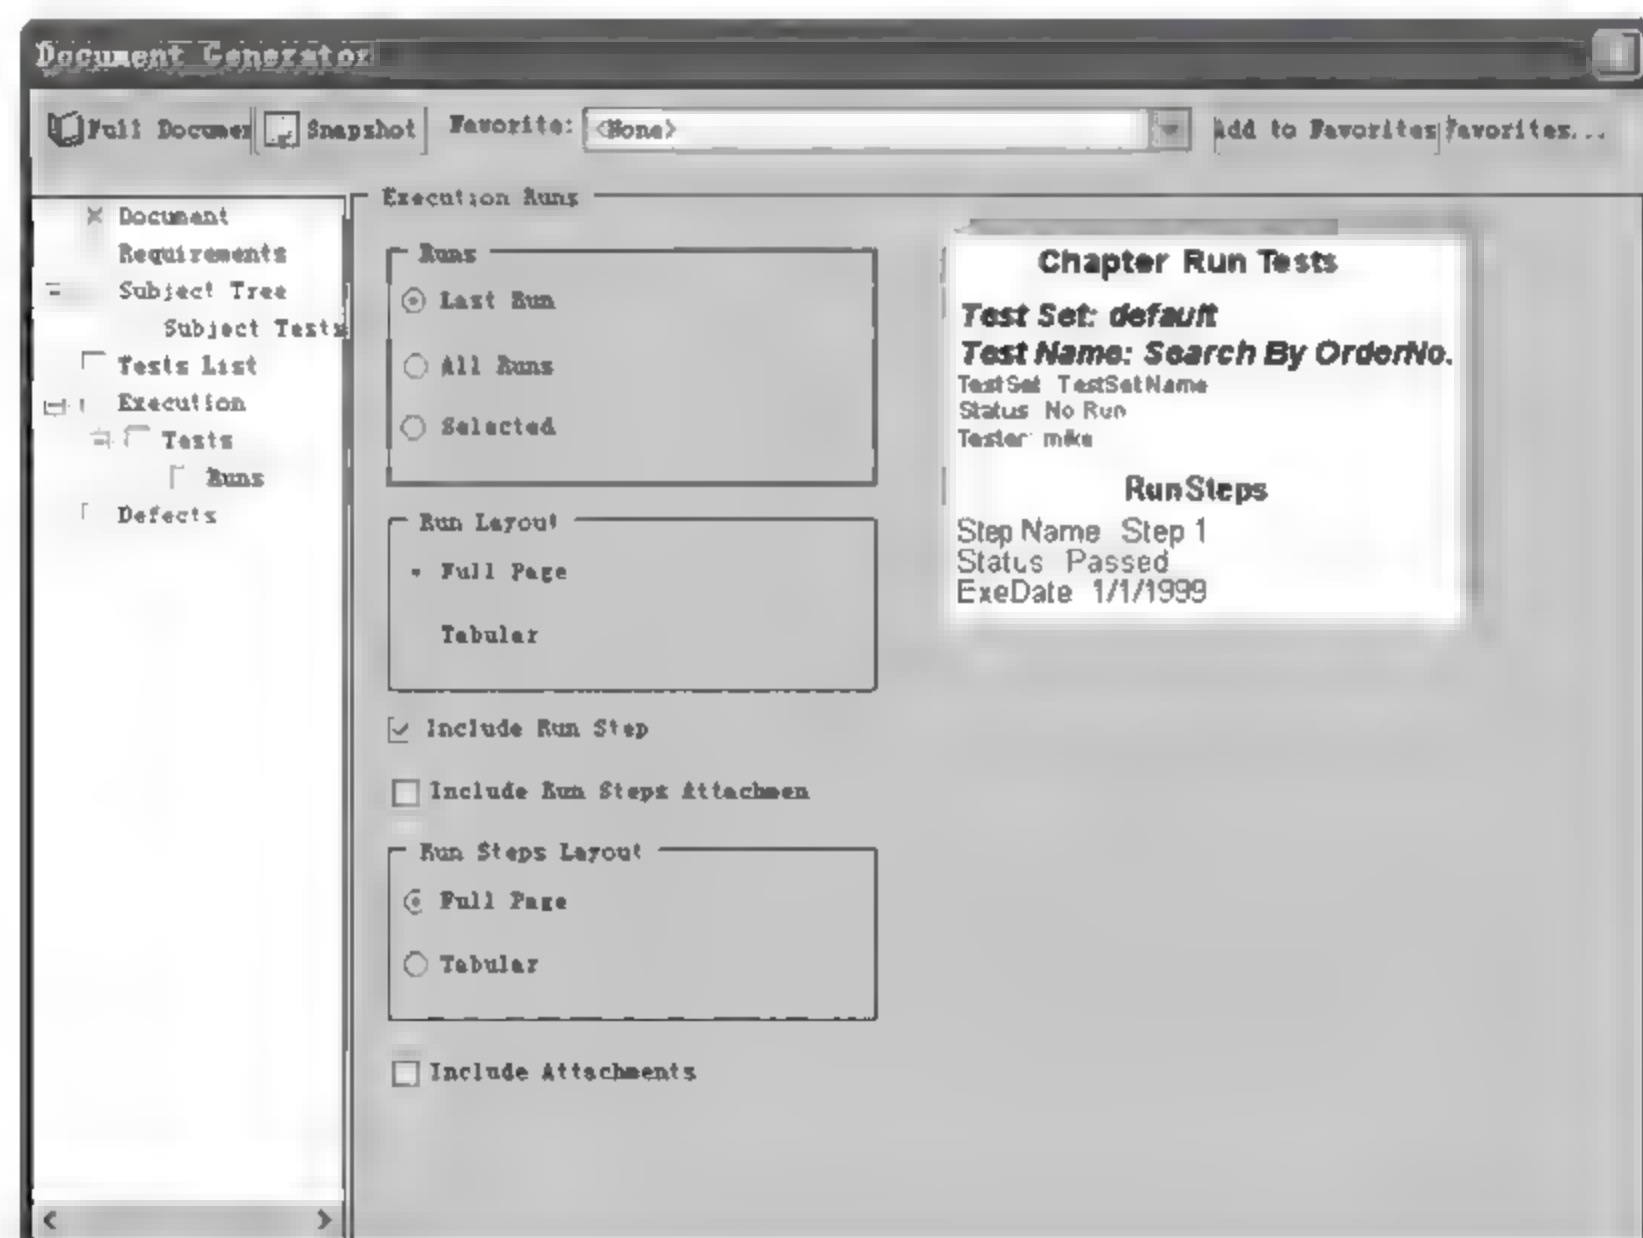 Document Generator
Full Documen Snapshot Favorite: <None> Add to Favorites Favorites...
Document
Requirements
Subject Tree
Subject Tests
Tests List
Execution
Tests
Runs
Defects
Execution Runs
Runs
Last Run
All Runs
Selected
Run Layout
Full Page
Tabular
Include Run Step
Include Run Steps Attachmen
Run Steps Layout
Full Page
Tabular
Include Attachments
Chapter Run Tests
Test Set: default
Test Name: Search By OrderNo.
TestSet TestSetName
Status No Run
Tester: mike
RunSteps
Step Name Step 1
Status Passed
ExeDate 1/1/1999